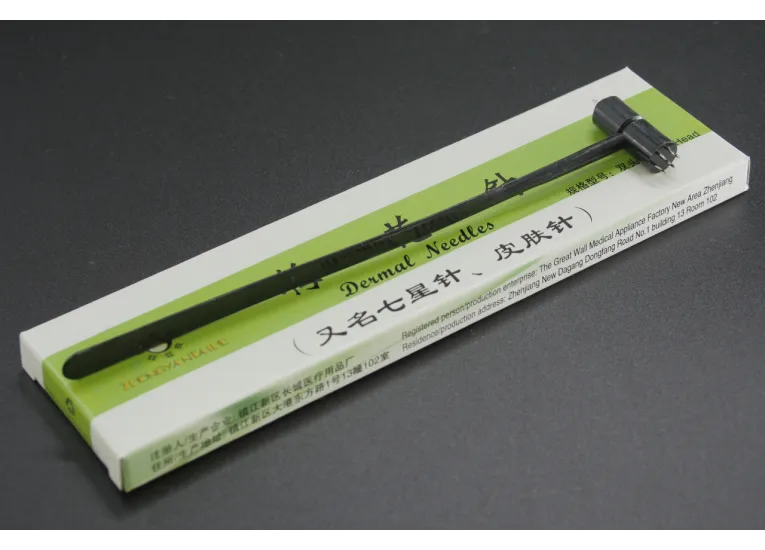 Dermal Needles
（又名七星针、皮肤针）
规格型号：双头 Head
Registered person/production enterprise: The Great Wall Medical Appliance Factory New Area Zhenjiang
Residence/production address: Zhenjiang New Dagang Dongfang Road No.1 building 13 Room 102
注册人/生产企业: 镇江新区长城医疗用品厂
住所/生产地址: 镇江新区大港东方路1号13幢102室